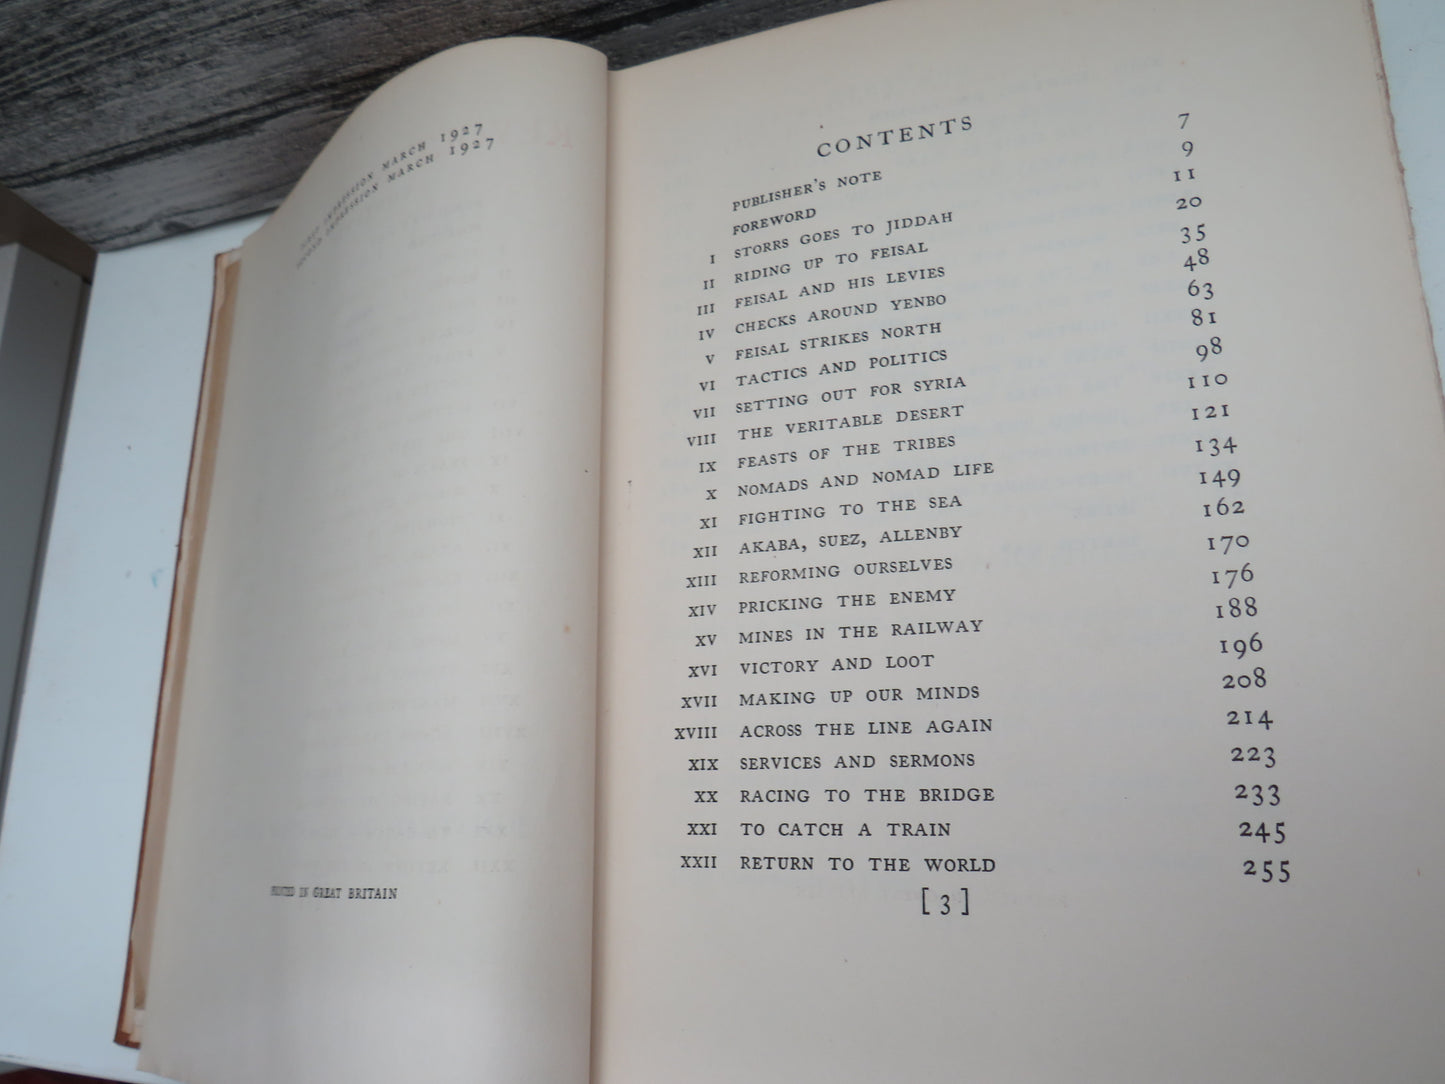 FIRST IMPRESSION MARCH 1927
SECOND IMPRESSION MARCH 1927
PRINTED IN GREAT BRITAIN
CONTENTS
PUBLISHER'S NOTE 7
FOREWORD 9
I STORRS GOES TO JIDDAH 11
II RIDING UP TO FEISAL 20
III FEISAL AND HIS LEVIES 35
IV CHECKS AROUND YENBO 48
V FEISAL STRIKES NORTH 63
VI TACTICS AND POLITICS 81
VII SETTING OUT FOR SYRIA 98
VIII THE VERITABLE DESERT 110
IX FEASTS OF THE TRIBES 121
X NOMADS AND NOMAD LIFE 134
XI FIGHTING TO THE SEA 149
XII AKABA, SUEZ, ALLENBY 162
XIII REFORMING OURSELVES 170
XIV PRICKING THE ENEMY 176
XV MINES IN THE RAILWAY 188
XVI VICTORY AND LOOT 196
XVII MAKING UP OUR MINDS 208
XVIII ACROSS THE LINE AGAIN 214
XIX SERVICES AND SERMONS 223
XX RACING TO THE BRIDGE 233
XXI TO CATCH A TRAIN 245
XXII RETURN TO THE WORLD 255
[3]